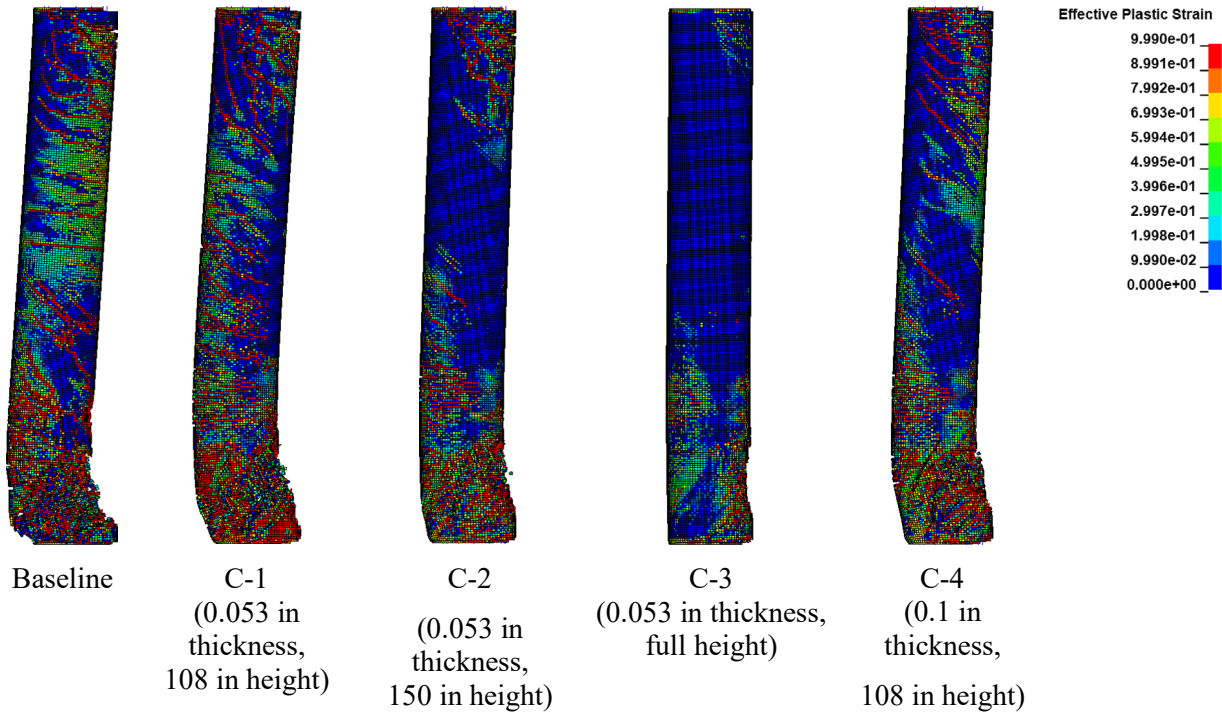 Effective Plastic Strain
9.990e-01
8.991e-01
7.992e-01
6.993e-01
5.994e-01
4.995e-01
3.996e-01
2.997e-01
1.998e-01
9.990e-02
0.000e+00
Baseline
C-1
(0.053 in
thickness,
108 in height)
C-2
(0.053 in
thickness,
150 in height)
C-3
(0.053 in thickness,
full height)
C-4
(0.1 in
thickness,
108 in height)